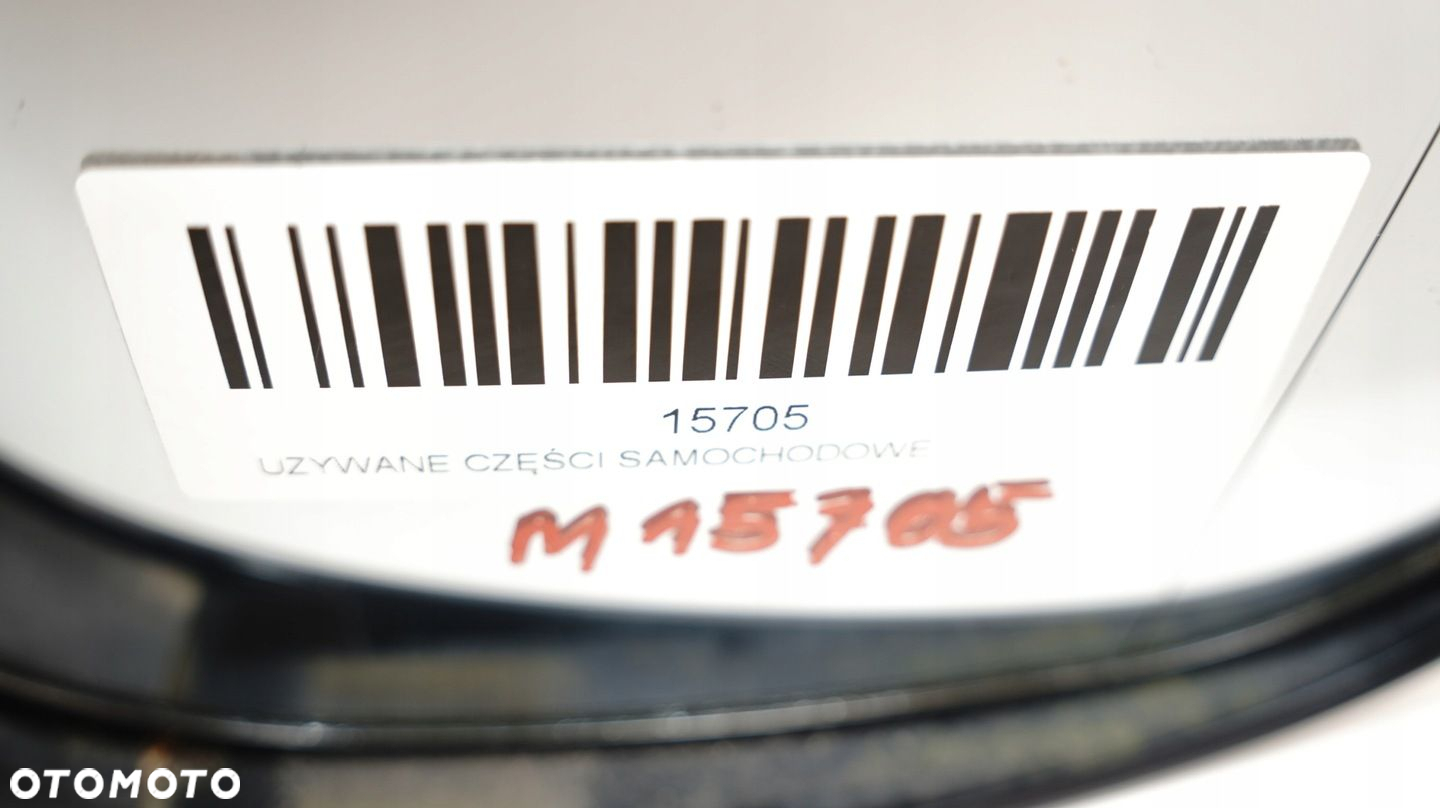 15705
UZYWANE CZĘŚCI SAMOCHODOWE
M 15705
OTOMOTO